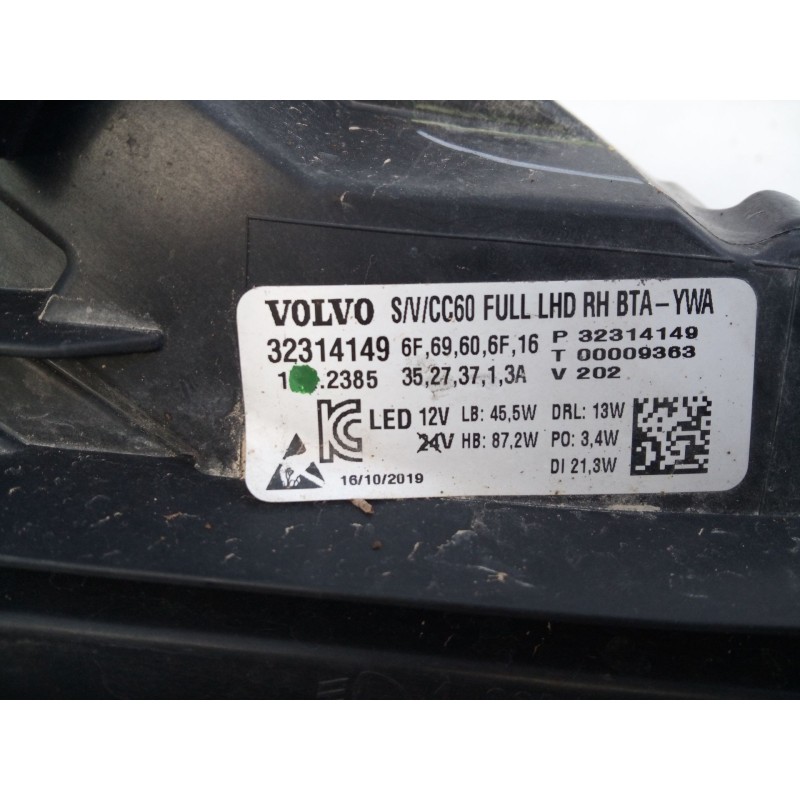 VOLVO S/V/CC60 FULL LHD RH BTA-YWA
32314149 6F,69,60,6F,16 P 32314149
T 00009363
.2385 35,27,37,1,3A V 202
LED 12V LB: 45,5W DRL: 13W
24V HB: 87,2W PO: 3,4W
DI 21,3W
16/10/2019